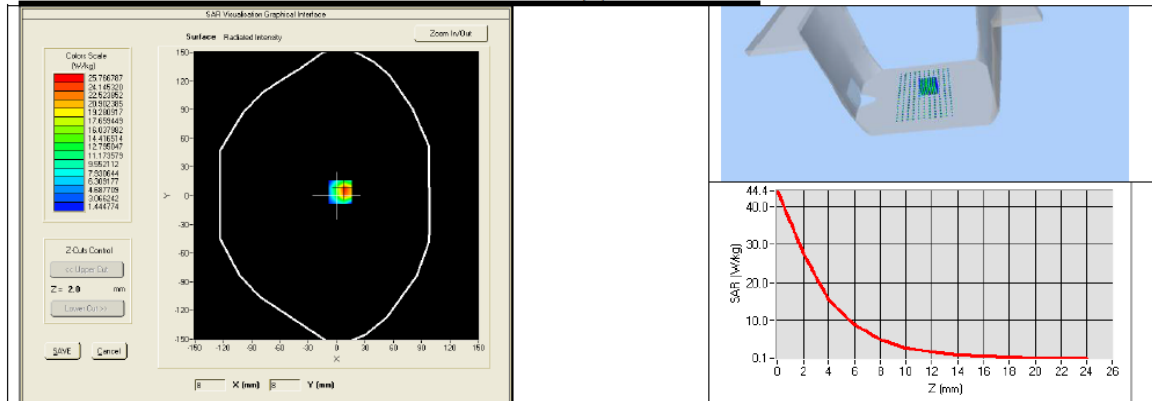 SAR Visualisation Graphical Interface
Surface Radiated Intensity
Zoom In/Out
Colors Scale
(W/kg)
25.766787
24.145320
22.523852
20.902385
19.280917
17.659449
16.037982
14.416514
12.795047
11.173579
9.552112
7.930644
6.309177
4.687709
3.066242
1.444774
Z-Cuts Control
<< Upper Cut
Z = 2.0 mm
Lower Cut >>
SAVE Cancel
150-
120-
90-
60-
30-
0-
-30-
-60-
-90-
-120-
-150-
Y
-150 -120 -90 -60 -30 0 30 60 90 120 150
X
8 X (mm) 8 Y (mm)
44.4
40.0-
30.0-
20.0-
10.0-
0.1-
SAR (W/kg)
0 2 4 6 8 10 12 14 16 18 20 22 24 26
Z (mm)